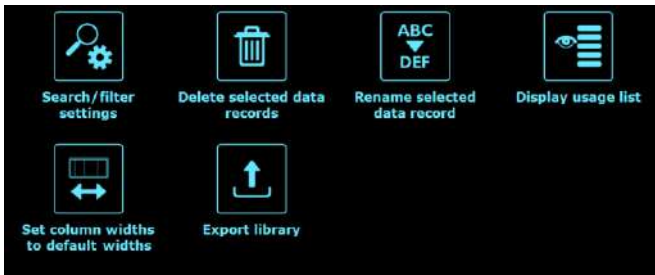 Search/filter
settings
Delete selected data
records
ABC
DEF
Rename selected
data record
Display usage list
Set column widths
to default widths
Export library